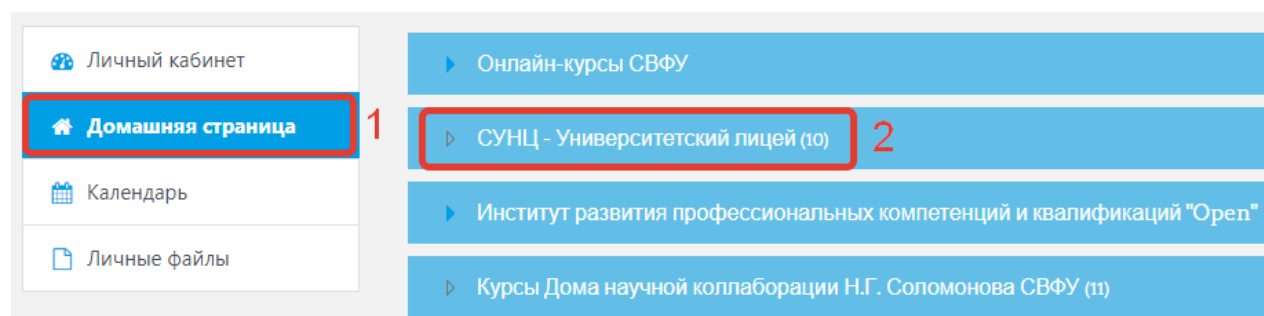 Личный кабинет
Домашняя страница
1
Календарь
Личные файлы
Онлайн-курсы СВФУ
СУНЦ - Университетский лицей (10)
2
Институт развития профессиональных компетенций и квалификаций "Open"
Курсы Дома научной коллаборации Н.Г. Соломонова СВФУ (11)